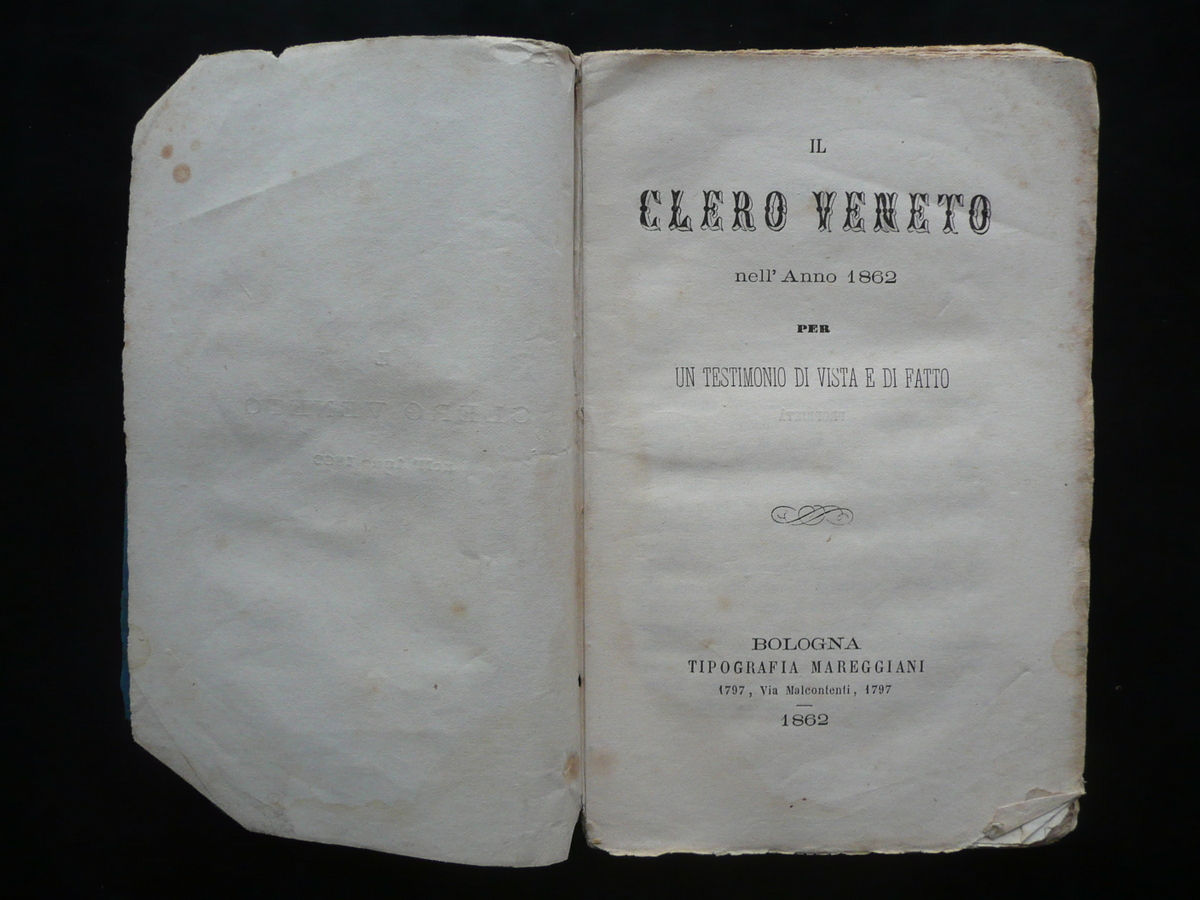 IL
CLERO VENETO
nell' Anno 1862
PER
UN TESTIMONIO DI VISTA E DI FATTO
BOLOGNA
TIPOGRAFIA MAREGGIANI
1797, Via Malcontenti, 1797
1862